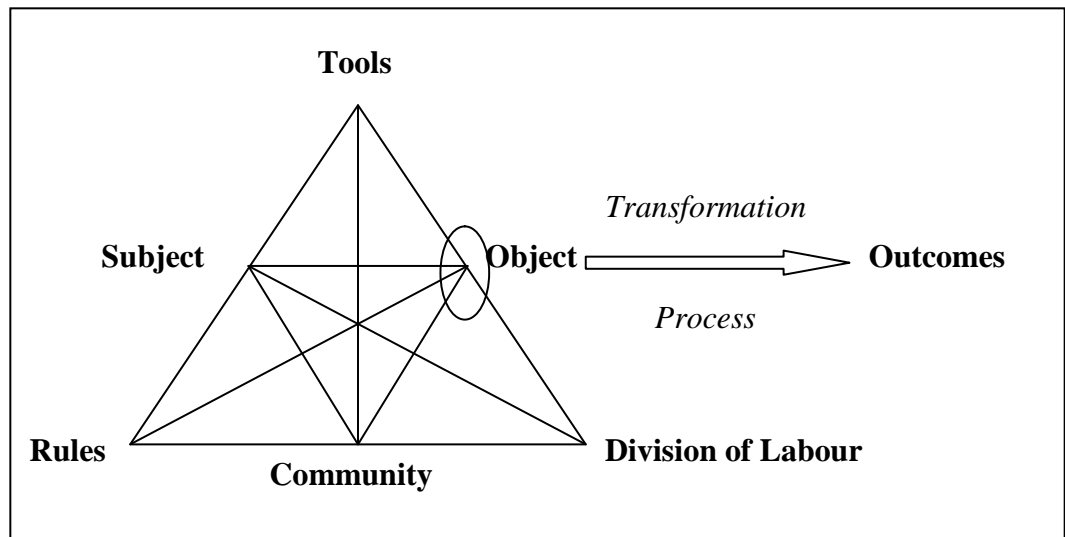 Tools
Transformation
Subject
Object
Outcomes
Process
Rules
Community
Division of Labour